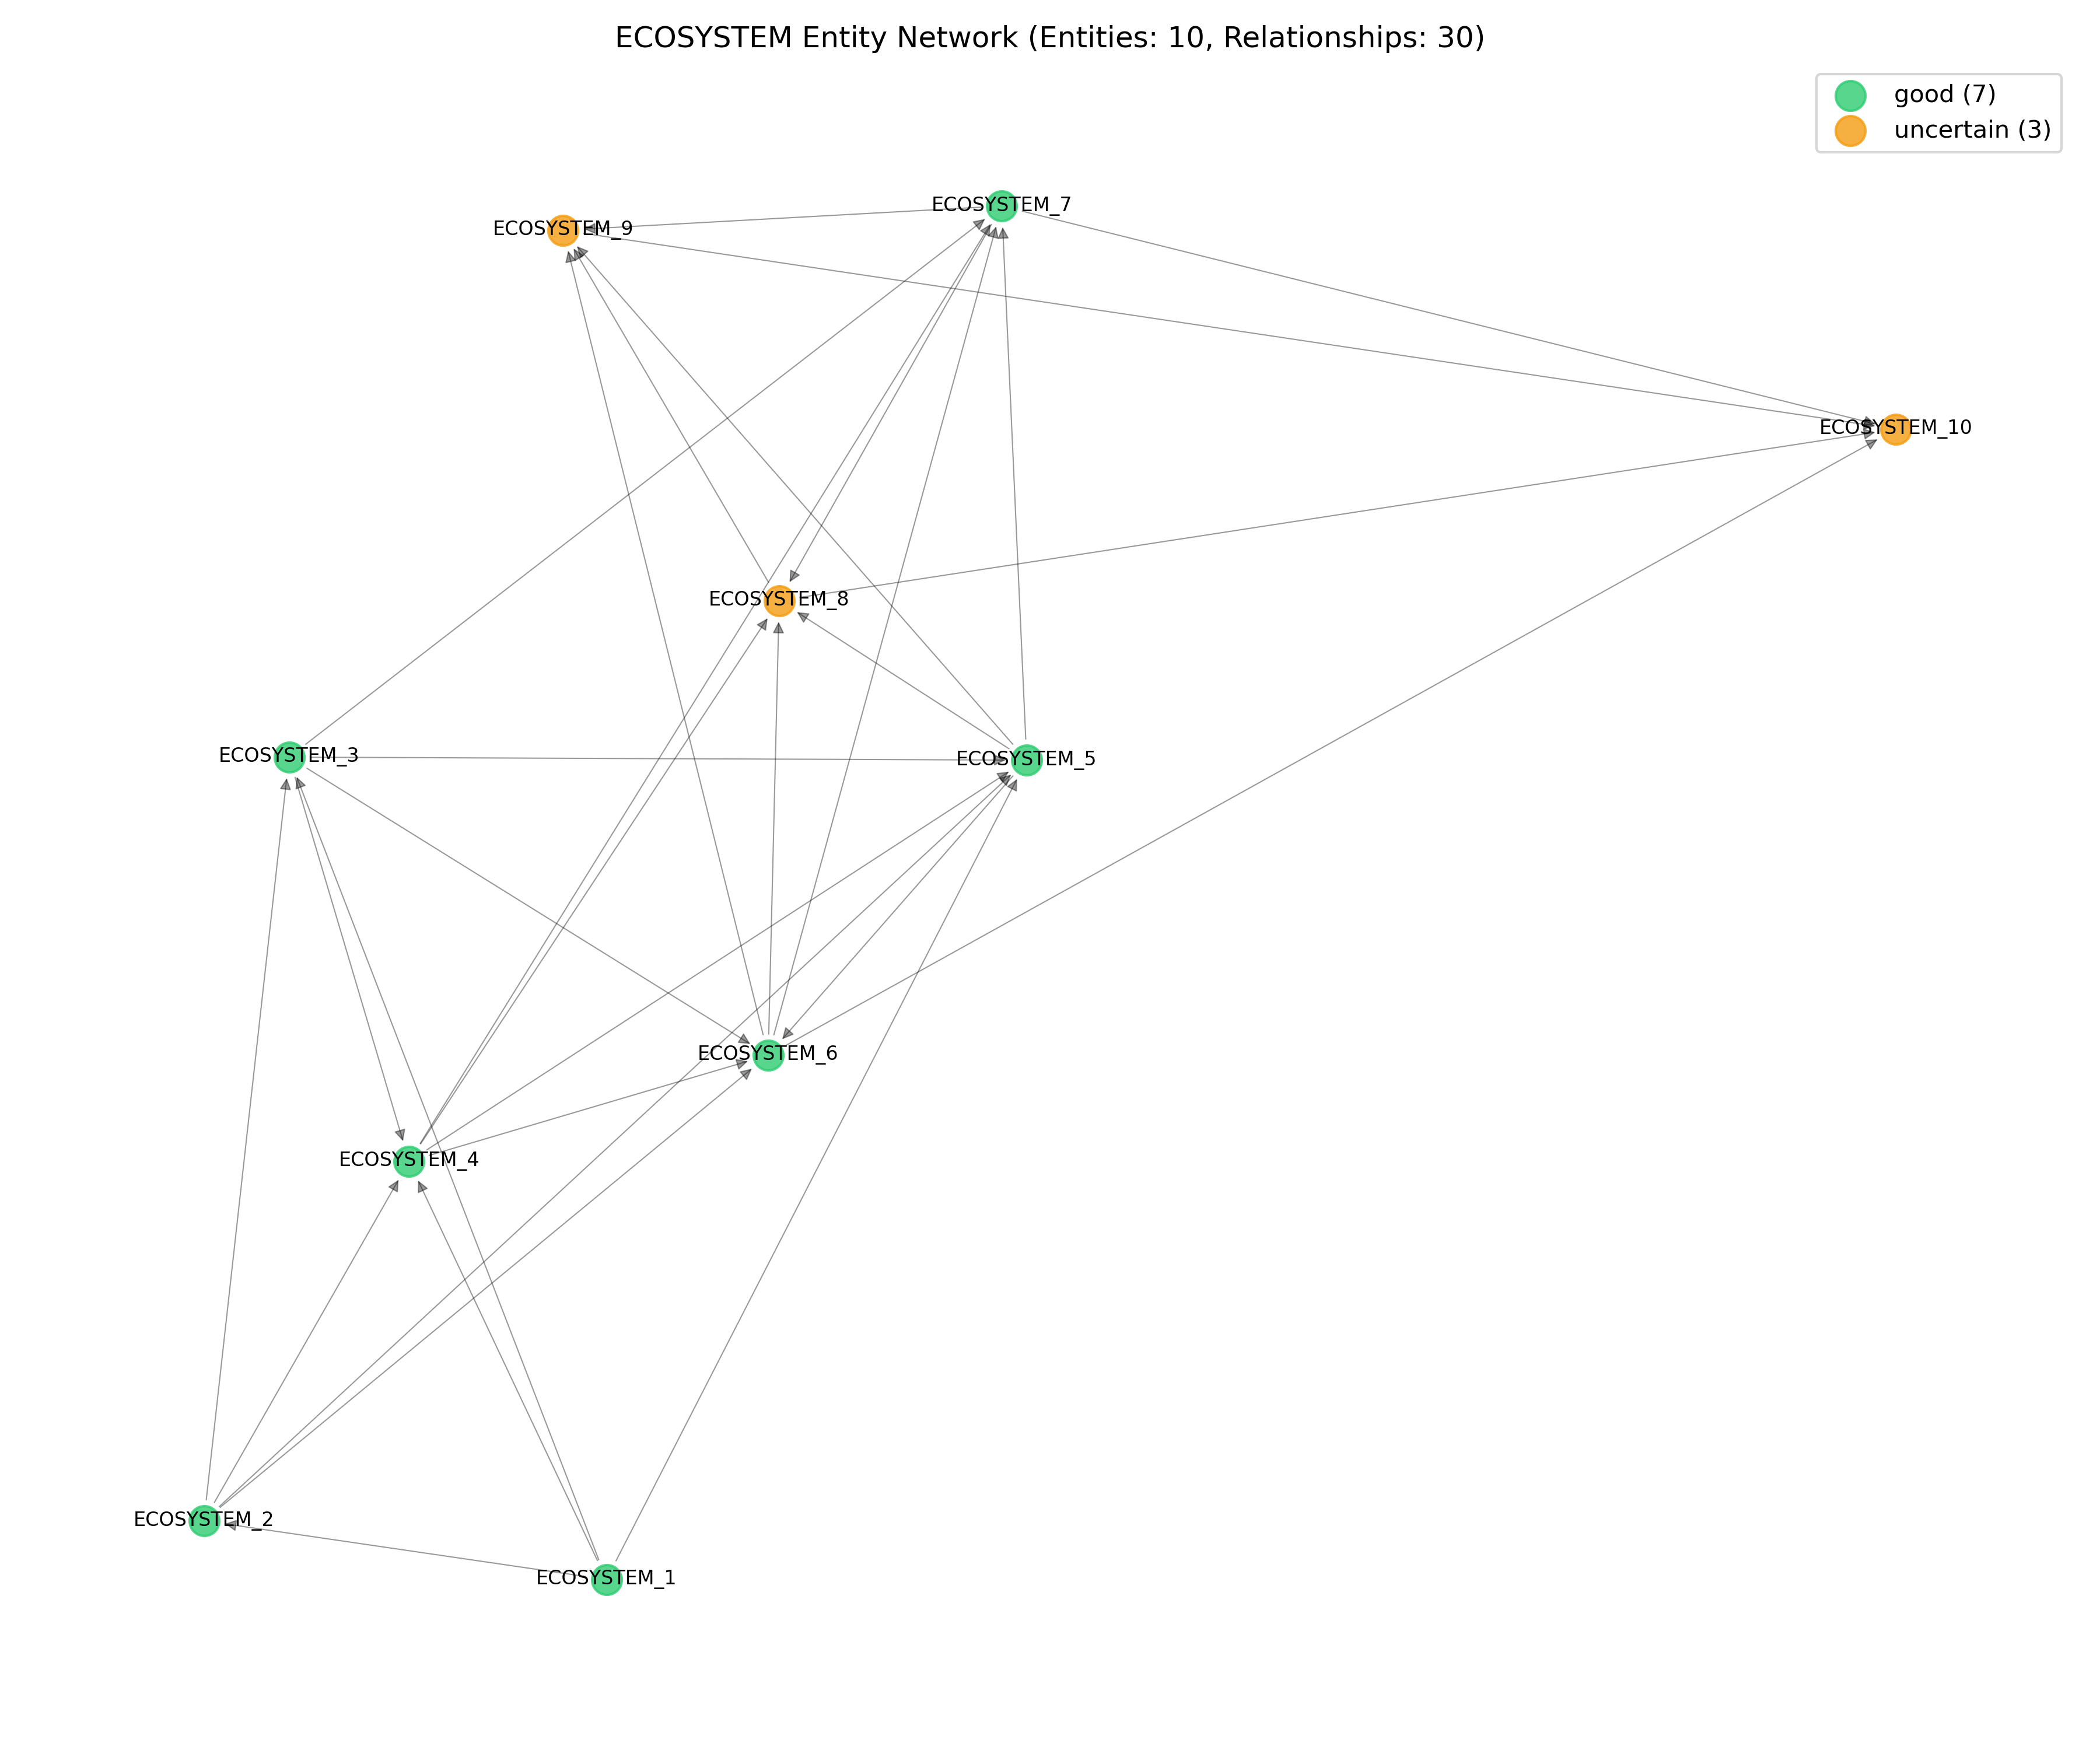 ECOSYSTEM Entity Network (Entities: 10, Relationships: 30)
good (7)
uncertain (3)
ECOSYSTEM_7
ECOSYSTEM_9
ECOSYSTEM_10
ECOSYSTEM_8
ECOSYSTEM_3
ECOSYSTEM_5
ECOSYSTEM_6
ECOSYSTEM_4
ECOSYSTEM_2
ECOSYSTEM_1